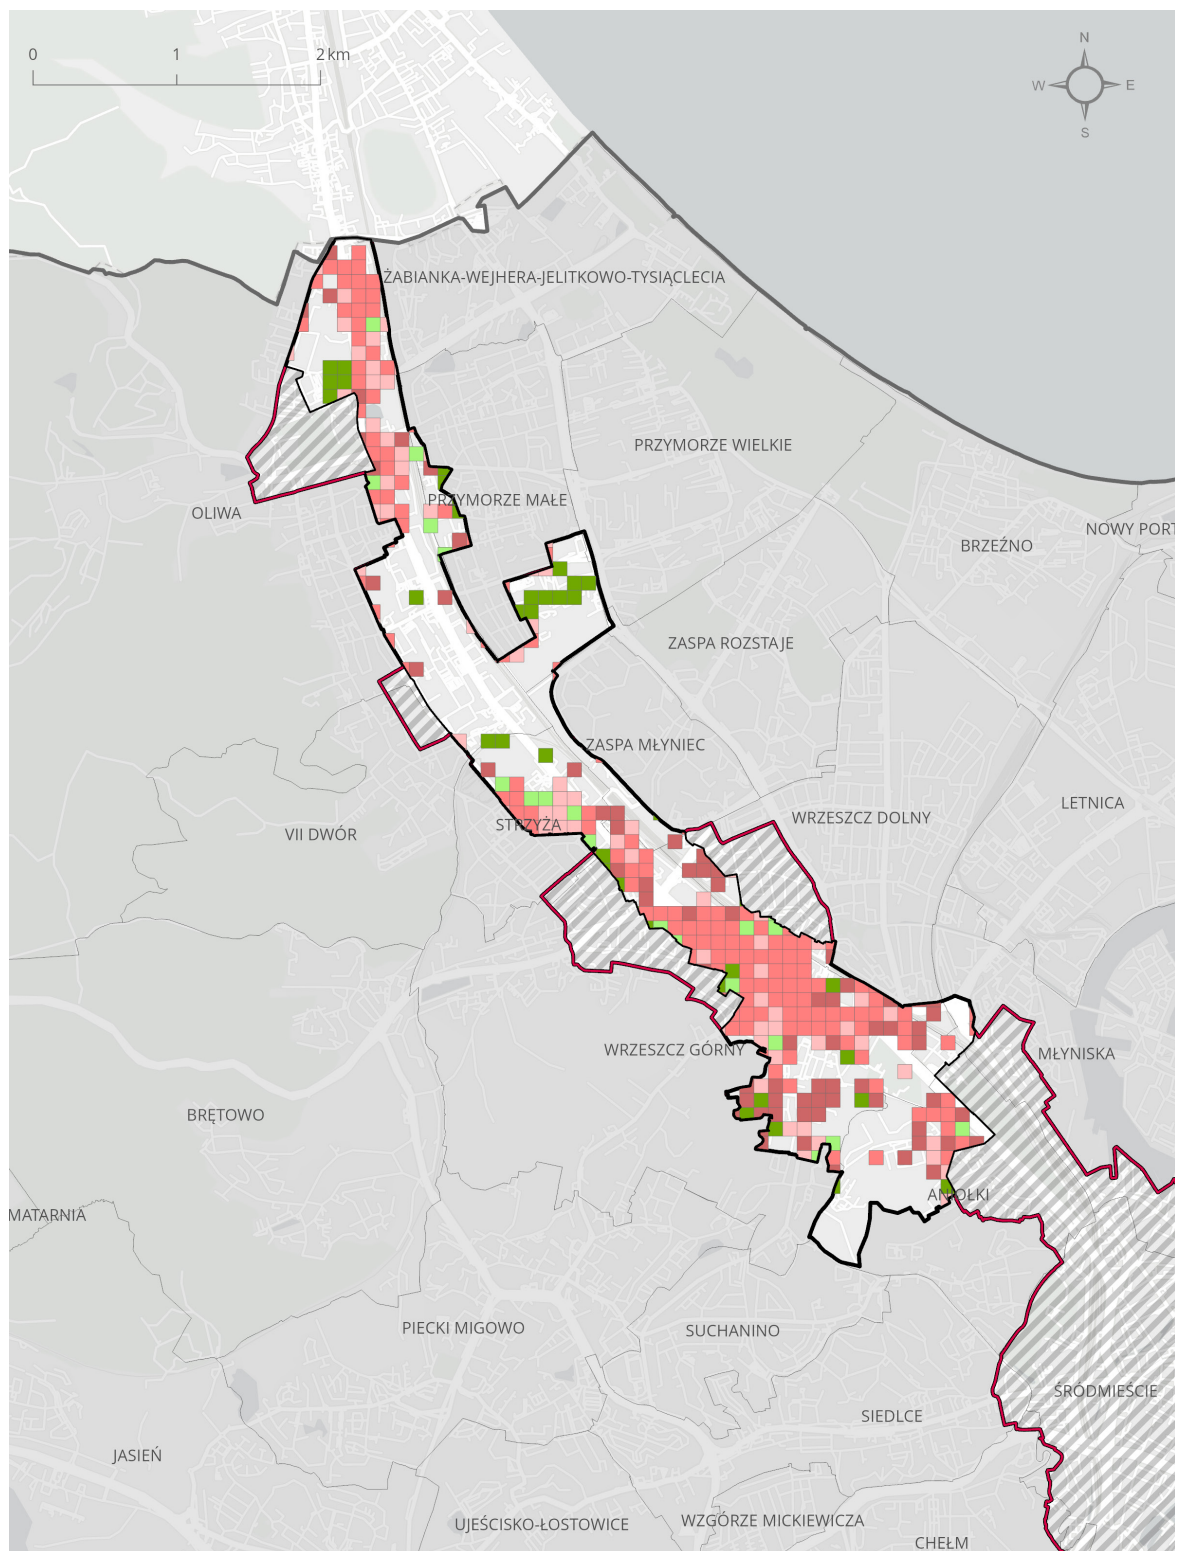 0 1 2 km
N
W E
S
ŻABIANKA-WEJHERA-JELITKOWO-TYSIĄCLECIA
PRZYMORZE WIELKIE
PRZYMORZE MAŁE
OLIWA
NOWY PORT
BRZEŹNO
ZASPA ROZSTAJE
ZASPA MŁYNIEC
LETNICA
WRZESZCZ DOLNY
STRZYŻA
VII DWÓR
WRZESZCZ GÓRNY
MŁYNISKA
BRĘTOWO
ANIOŁKI
MATARNIA
PIECKI MIGOWO
SUCHANINO
ŚRÓDMIEŚCIE
SIEDLCE
JASIEŃ
WZGÓRZE MICKIEWICZA
UJEŚCISKO-ŁOSTOWICE
CHEŁM